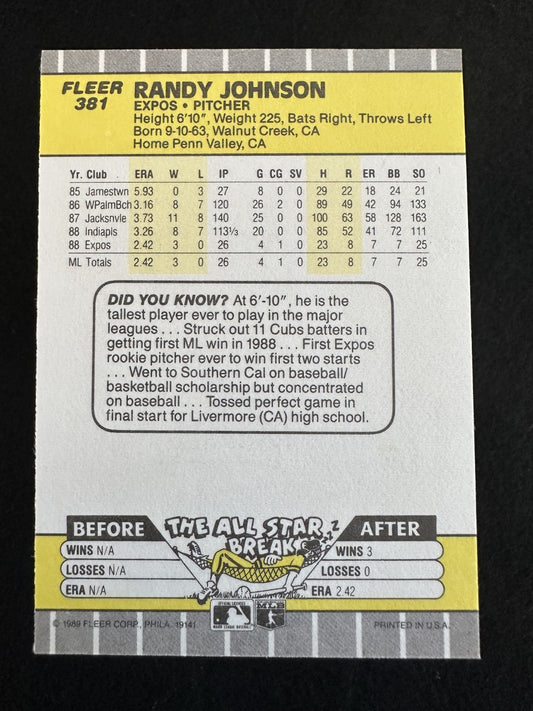 FLEER
381
RANDY JOHNSON
EXPOS • PITCHER
Height 6'10", Weight 225, Bats Right, Throws Left
Born 9-10-63, Walnut Creek, CA
Home Penn Valley, CA
Yr. Club ERA W L IP G CG SV H R ER BB SO
85 Jamestwn 5.93 0 3 27 8 0 0 29 22 18 24 21
86 WPalmBch 3.16 8 7 120 26 2 0 89 49 42 94 133
87 Jacksnvle 3.73 11 8 140 25 0 0 100 63 58 128 163
88 Indiapls 3.26 8 7 113⅓ 20 0 0 85 52 41 72 111
88 Expos 2.42 3 0 26 4 1 0 23 8 7 7 25
ML Totals 2.42 3 0 26 4 1 0 23 8 7 7 25
DID YOU KNOW? At 6'-10", he is the
tallest player ever to play in the major
leagues . . . Struck out 11 Cubs batters in
getting first ML win in 1988 . . . First Expos
rookie pitcher ever to win first two starts
. . . Went to Southern Cal on baseball/
basketball scholarship but concentrated
on baseball . . . Tossed perfect game in
final start for Livermore (CA) high school.
BEFORE THE ALL STAR BREAK AFTER
WINS N/A WINS 3
LOSSES N/A LOSSES 0
ERA N/A ERA 2.42
© 1989 FLEER CORP., PHILA. 19141 PRINTED IN U.S.A.